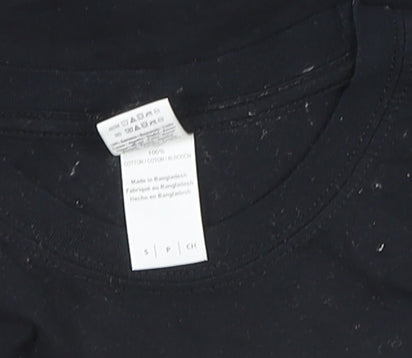 100%
COTTON / COTON / ALGODÓN
Made in Bangladesh
Fabriqué au Bangladesh
Hecho en Bangladesh
S | P | CH